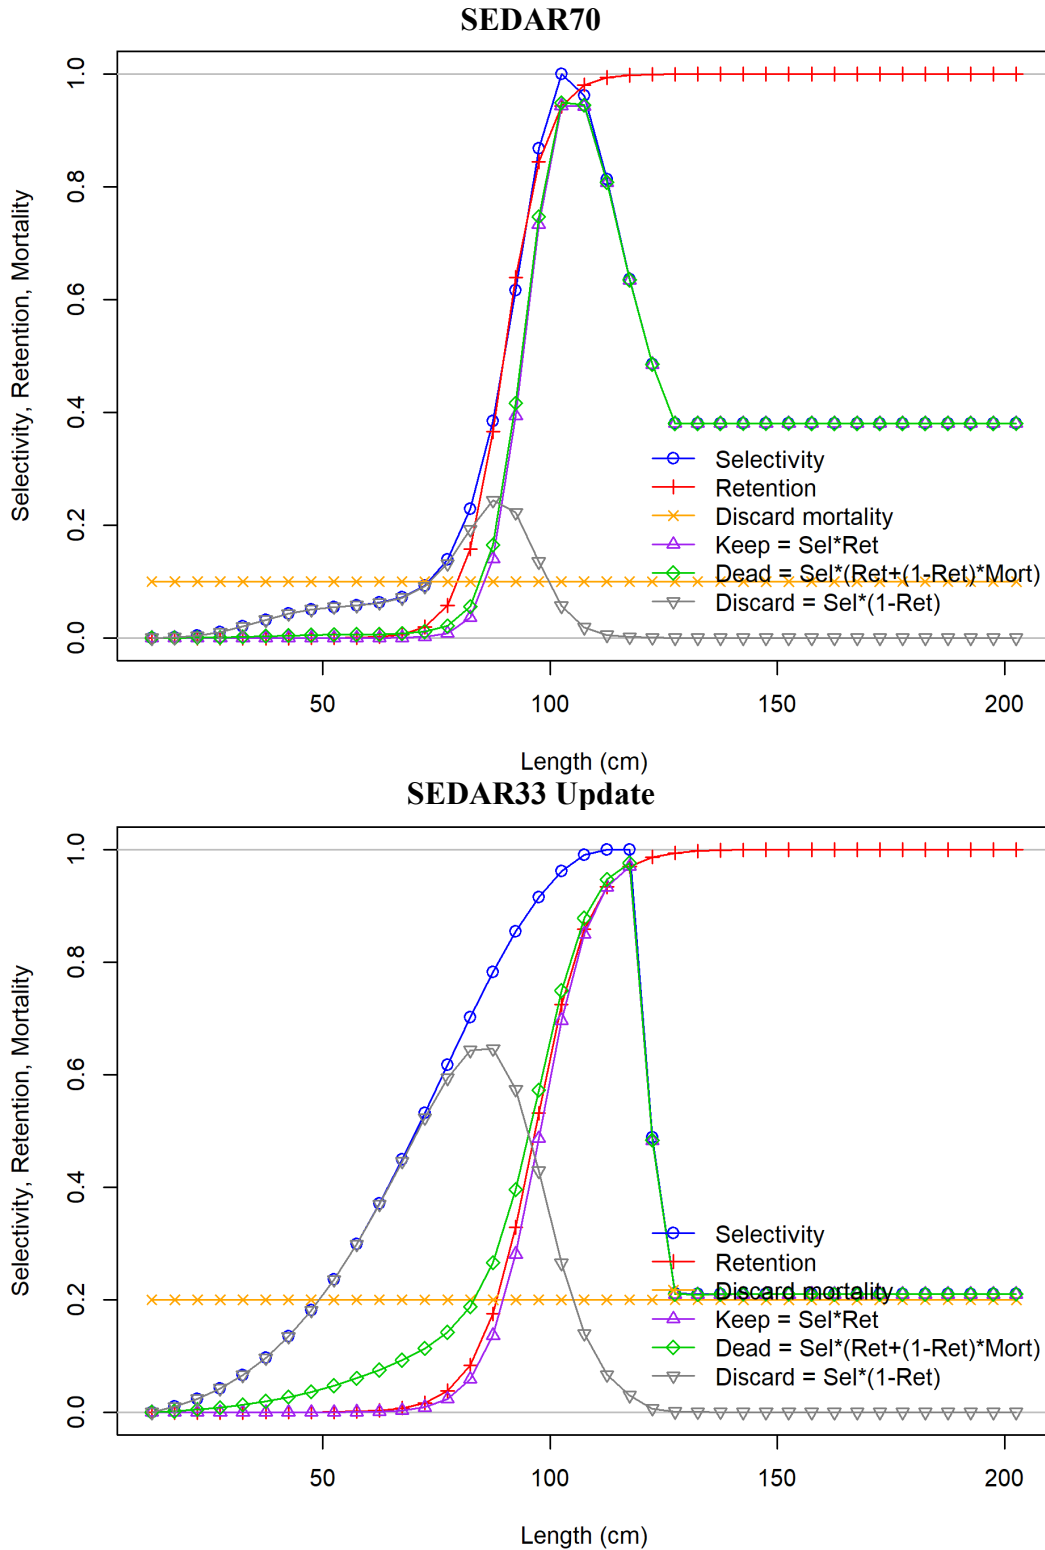 SEDAR70
Selectivity, Retention, Mortality
1.0
0.8
0.6
0.4
0.2
0.0
Selectivity
Retention
Discard mortality
Keep = Sel*Ret
Dead = Sel*(Ret+(1-Ret)*Mort)
Discard = Sel*(1-Ret)
50
100
150
200
Length (cm)
SEDAR33 Update
Selectivity, Retention, Mortality
1.0
0.8
0.6
0.4
0.2
0.0
Selectivity
Retention
Discard mortality
Keep = Sel*Ret
Dead = Sel*(Ret+(1-Ret)*Mort)
Discard = Sel*(1-Ret)
50
100
150
200
Length (cm)